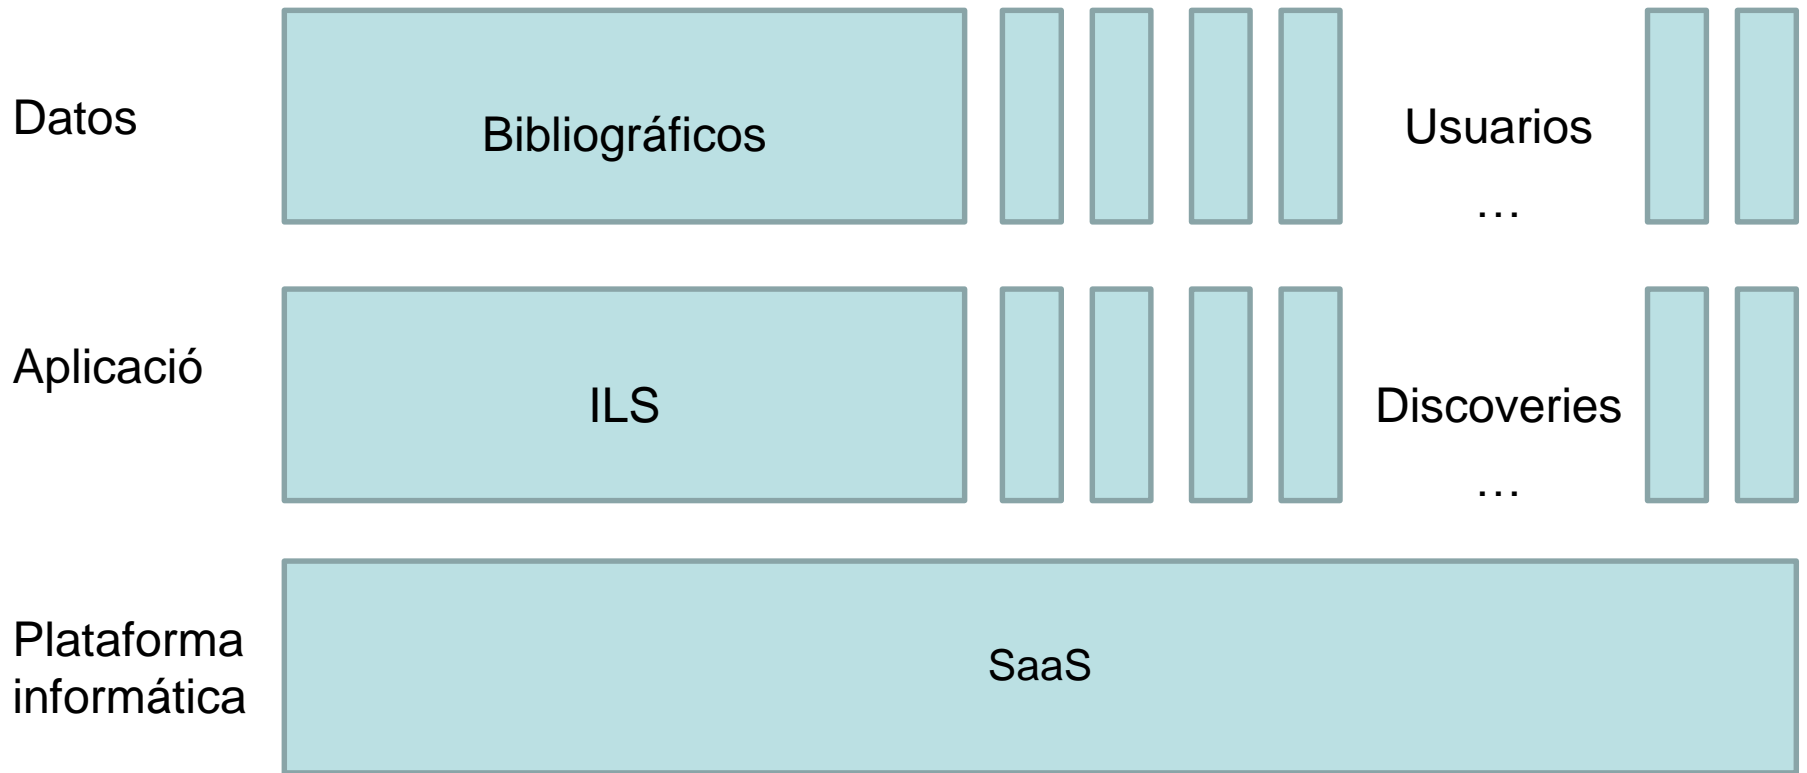 Datos
Bibliográficos
Usuarios
…
Aplicació
ILS
Discoveries
…
Plataforma
informática
SaaS